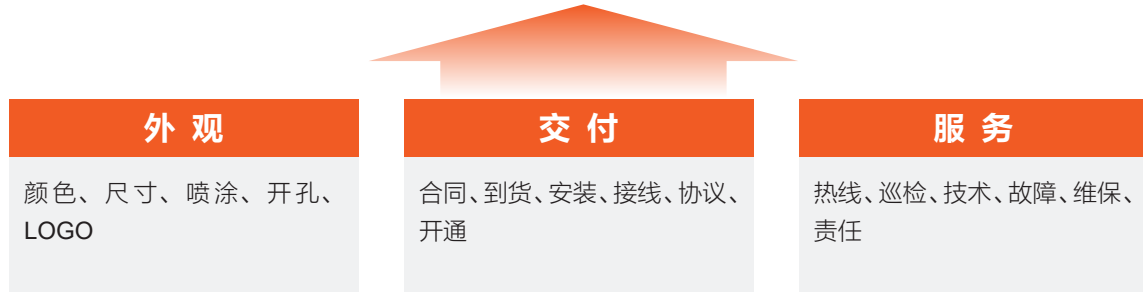 外观
颜色、尺寸、喷涂、开孔、
LOGO
交付
合同、到货、安装、接线、协议、
开通
服务
热线、巡检、技术、故障、维保、
责任